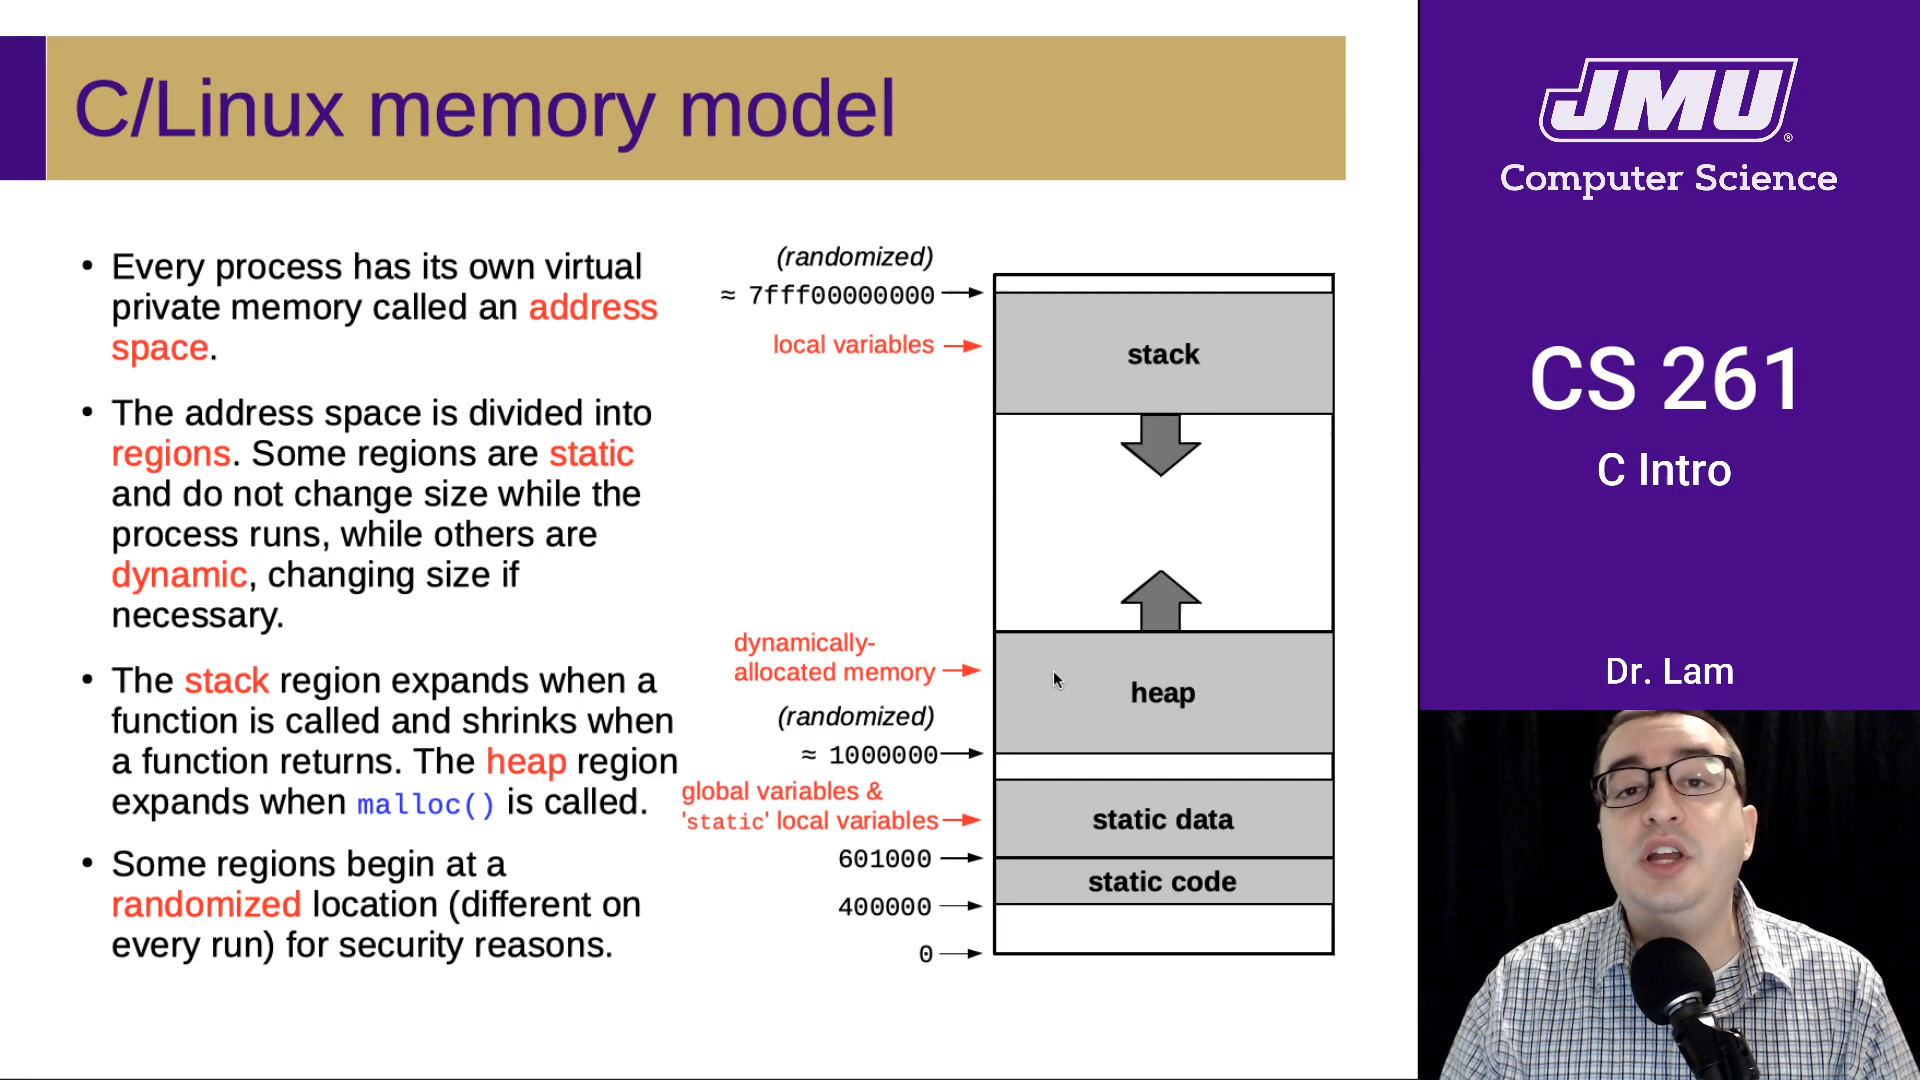 C/Linux memory model
• Every process has its own virtual
private memory called an address
space.
• The address space is divided into
regions. Some regions are static
and do not change size while the
process runs, while others are
dynamic, changing size if
necessary.
• The stack region expands when a
function is called and shrinks when
a function returns. The heap region
expands when malloc() is called.
• Some regions begin at a
randomized location (different on
every run) for security reasons.
(randomized)
≈ 7fff00000000
local variables
stack
dynamically-
allocated memory
heap
(randomized)
≈ 1000000
global variables &
'static' local variables
static data
601000
static code
400000
0
JMU®
Computer Science
CS 261
C Intro
Dr. Lam